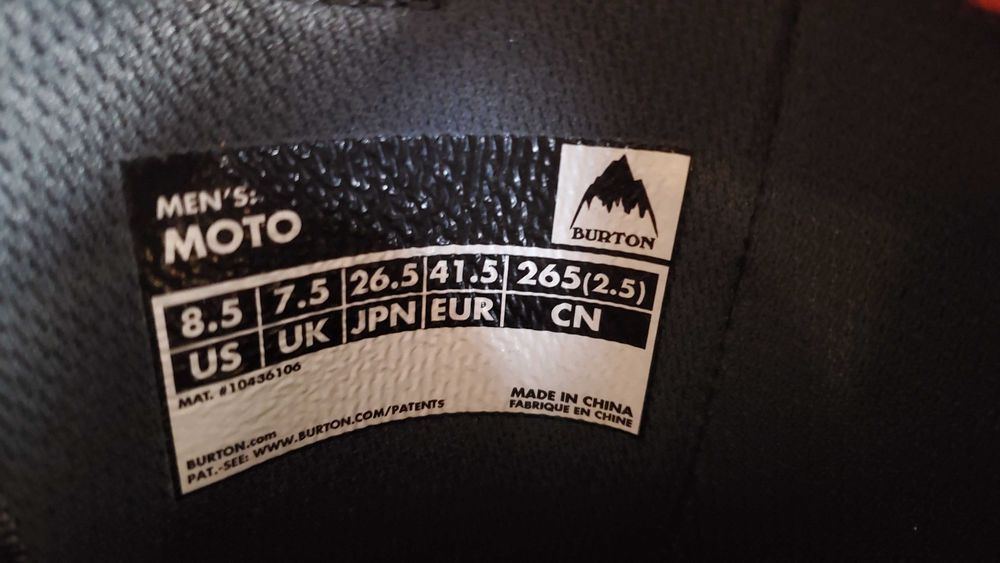 MEN'S:
MOTO
BURTON
8.5 7.5 26.5 41.5 265(2.5)
US UK JPN EUR CN
MAT. #10436106
MADE IN CHINA
FABRIQUE EN CHINE
BURTON.com
PAT.-SEE: WWW.BURTON.COM/PATENTS